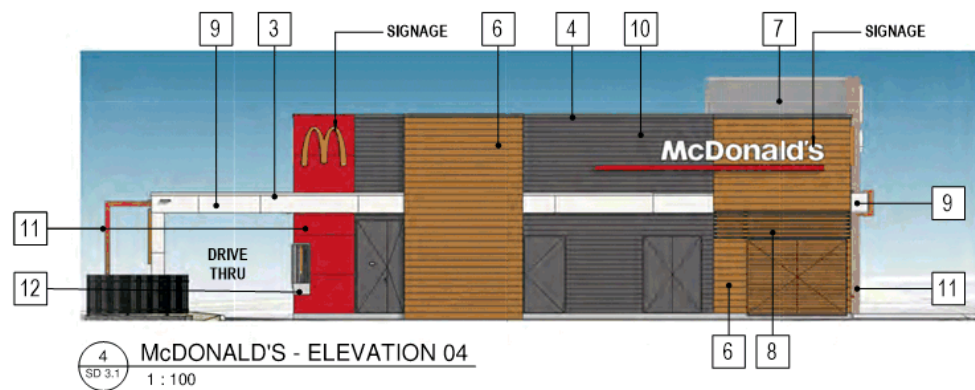 9 3 SIGNAGE 6 4 10 7 SIGNAGE
McDonald's
9
11
DRIVE
THRU
12
11
6 8
4
SD 3.1
McDONALD'S - ELEVATION 04
1 : 100